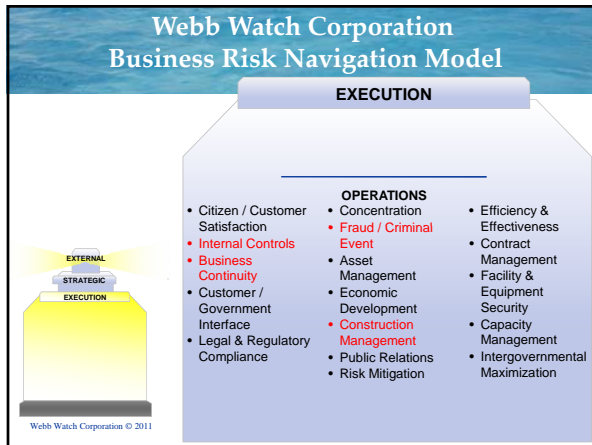 Webb Watch Corporation
Business Risk Navigation Model
EXECUTION
OPERATIONS
• Citizen / Customer
Satisfaction
• Internal Controls
• Business
Continuity
• Customer /
Government
Interface
• Legal & Regulatory
Compliance
• Concentration
• Fraud / Criminal
Event
• Asset
Management
• Economic
Development
• Construction
Management
• Public Relations
• Risk Mitigation
• Efficiency &
Effectiveness
• Contract
Management
• Facility &
Equipment
Security
• Capacity
Management
• Intergovernmental
Maximization
EXTERNAL
STRATEGIC
EXECUTION
Webb Watch Corporation © 2011